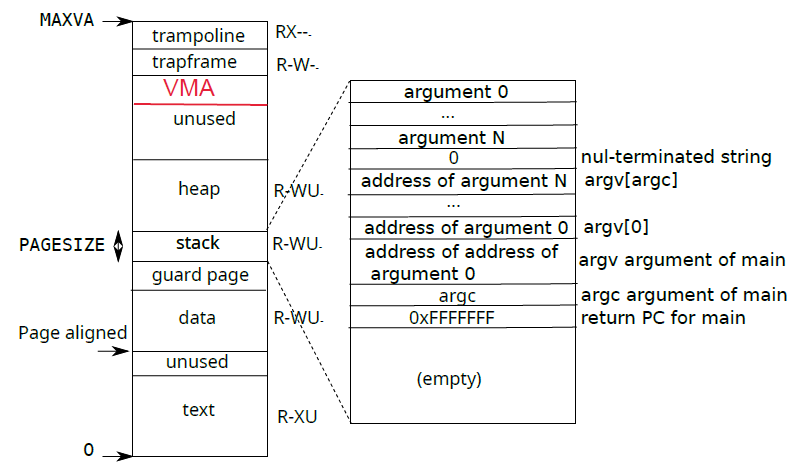 MAXVA
trampoline RX--
trapframe R-W-
VMA
unused
heap R-WU-
PAGESIZE stack R-WU-
guard page
data R-WU-
Page aligned
unused
text R-XU
0
argument 0
...
argument N
0 nul-terminated string
address of argument N argv[argc]
...
address of argument 0 argv[0]
address of address of
argument 0 argv argument of main
argc argc argument of main
0xFFFFFFF return PC for main
(empty)